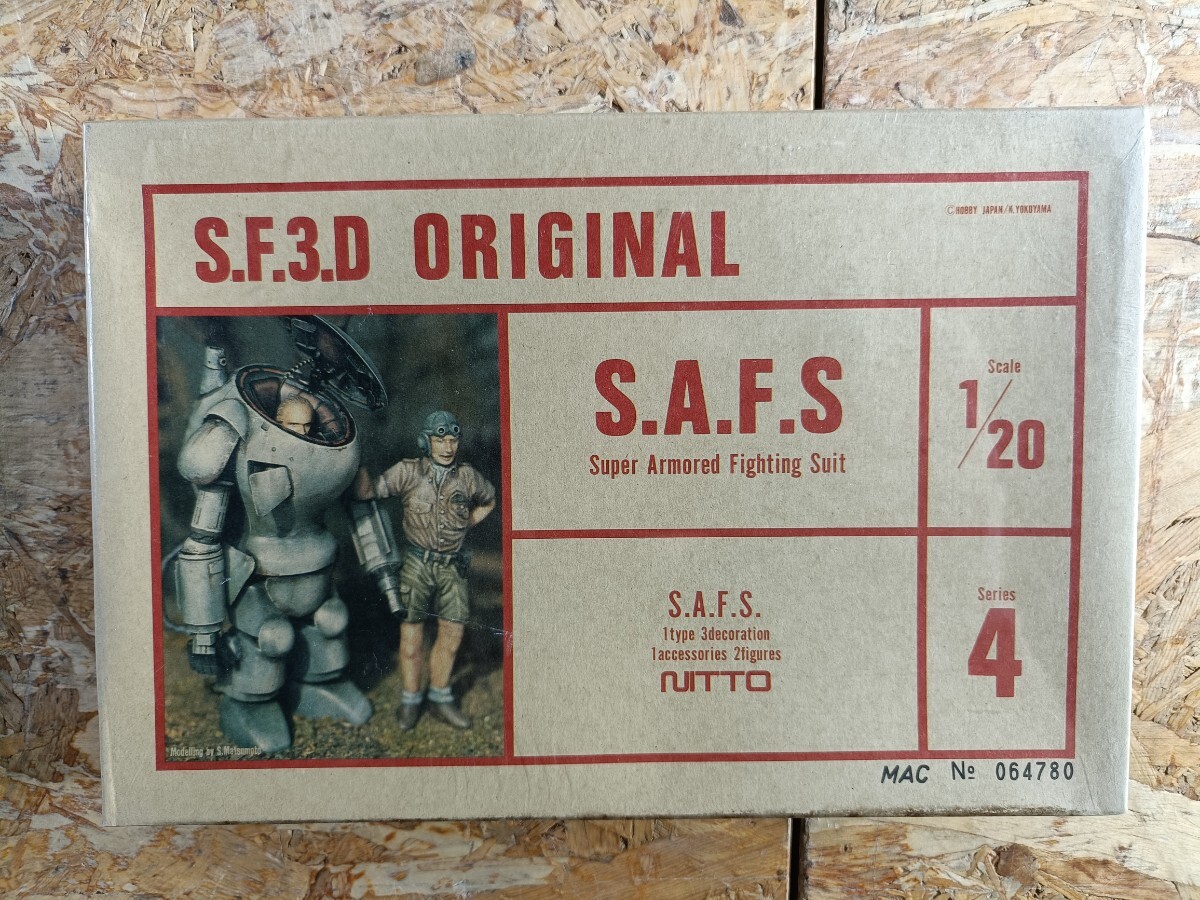 S.F.3.D ORIGINAL
©HOBBY JAPAN/K.YOKOYAMA
S.A.F.S
Super Armored Fighting Suit
Scale
1/20
S.A.F.S.
1type 3decoration
1accessories 2figures
NITTO
Series
4
Modelling by S.Matsumoto
MAC № 064780